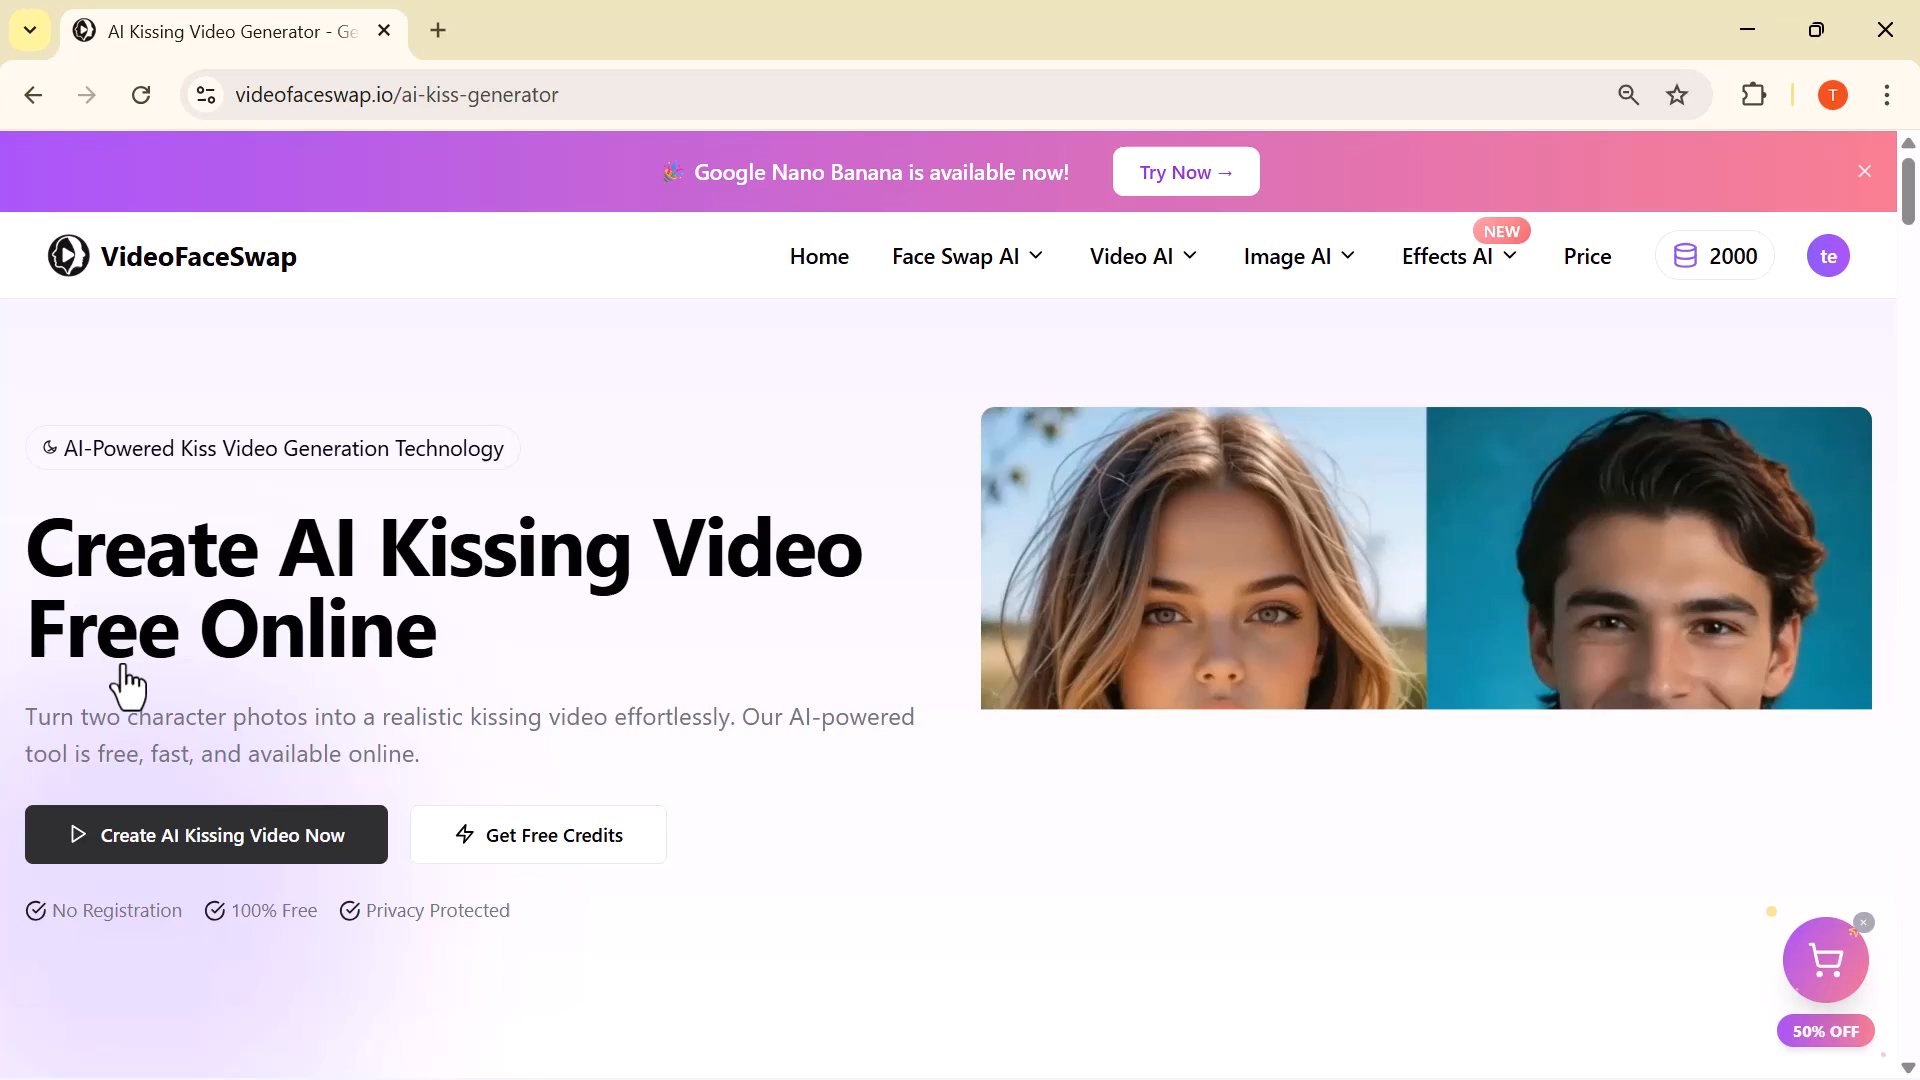 AI Kissing Video Generator - Ge
videofaceswap.io/ai-kiss-generator
T
🎉 Google Nano Banana is available now!
Try Now →
VideoFaceSwap
Home
Face Swap AI
Video AI
Image AI
Effects AI
NEW
Price
2000
te
AI-Powered Kiss Video Generation Technology
Create AI Kissing Video
Free Online
Turn two character photos into a realistic kissing video effortlessly. Our AI-powered
tool is free, fast, and available online.
Create AI Kissing Video Now
Get Free Credits
No Registration
100% Free
Privacy Protected
50% OFF